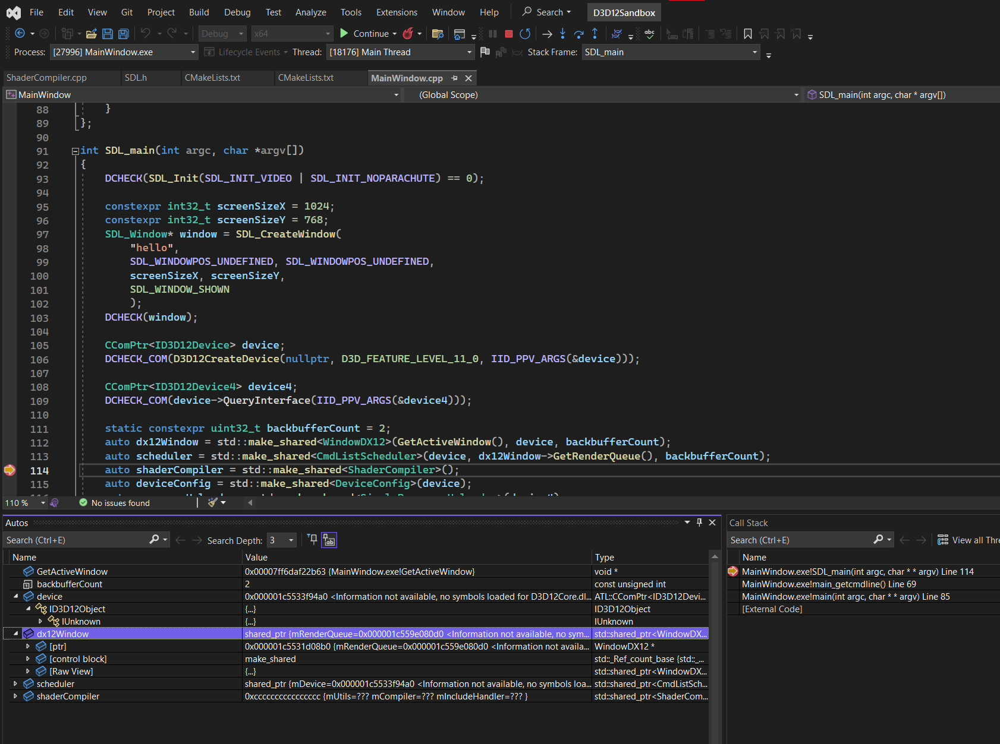 File Edit View Git Project Build Debug Test Analyze Tools Extensions Window Help Search D3D12Sandbox
Debug x64 Continue abc
Process: [27996] MainWindow.exe Lifecycle Events Thread: [18176] Main Thread Stack Frame: SDL_main
ShaderCompiler.cpp SDL.h CMakeLists.txt CMakeLists.txt MainWindow.cpp
MainWindow (Global Scope) SDL_main(int argc, char * argv[])
88 }
89 };
90
91 int SDL_main(int argc, char *argv[])
92 {
93 DCHECK(SDL_Init(SDL_INIT_VIDEO | SDL_INIT_NOPARACHUTE) == 0);
94
95 constexpr int32_t screenSizeX = 1024;
96 constexpr int32_t screenSizeY = 768;
97 SDL_Window* window = SDL_CreateWindow(
98 "hello",
99 SDL_WINDOWPOS_UNDEFINED, SDL_WINDOWPOS_UNDEFINED,
100 screenSizeX, screenSizeY,
101 SDL_WINDOW_SHOWN
102 );
103 DCHECK(window);
104
105 CComPtr<ID3D12Device> device;
106 DCHECK_COM(D3D12CreateDevice(nullptr, D3D_FEATURE_LEVEL_11_0, IID_PPV_ARGS(&device)));
107
108 CComPtr<ID3D12Device4> device4;
109 DCHECK_COM(device->QueryInterface(IID_PPV_ARGS(&device4)));
110
111 static constexpr uint32_t backbufferCount = 2;
112 auto dx12Window = std::make_shared<WindowDX12>(GetActiveWindow(), device, backbufferCount);
113 auto scheduler = std::make_shared<CmdListScheduler>(device, dx12Window->GetRenderQueue(), backbufferCount);
114 auto shaderCompiler = std::make_shared<ShaderCompiler>();
115 auto deviceConfig = std::make_shared<DeviceConfig>(device);
110 % No issues found
Autos
Search (Ctrl+E) Search Depth: 3
Name Value Type
GetActiveWindow 0x00007ff6daf22b63 {MainWindow.exe!GetActiveWindow} void *
backbufferCount 2 const unsigned int
device 0x000001c5533f94a0 <Information not available, no symbols loaded for D3D12Core.dl... ATL::CComPtr<ID3D12Devi...
ID3D12Object {...} ID3D12Object
IUnknown {...} IUnknown
dx12Window shared_ptr {mRenderQueue=0x000001c559e080d0 <Information not available, no sym... std::shared_ptr<WindowDX...
[ptr] 0x000001c5531d08b0 {mRenderQueue=0x000001c559e080d0 <Information not availa... WindowDX12 *
[control block] make_shared std::_Ref_count_base {std::_...
[Raw View] {...} std::shared_ptr<WindowDX...
scheduler shared_ptr {mDevice=0x000001c5533f94a0 <Information not available, no symbols loa... std::shared_ptr<CmdListSch...
shaderCompiler 0xcccccccccccccccc {mUtils=??? mCompiler=??? mIncludeHandler=??? } std::shared_ptr<ShaderCom...
Call Stack
Search (Ctrl+E) View all Thre
Name
MainWindow.exe!SDL_main(int argc, char * * argv) Line 114
MainWindow.exe!main_getcmdline() Line 69
MainWindow.exe!main(int argc, char * * argv) Line 85
[External Code]